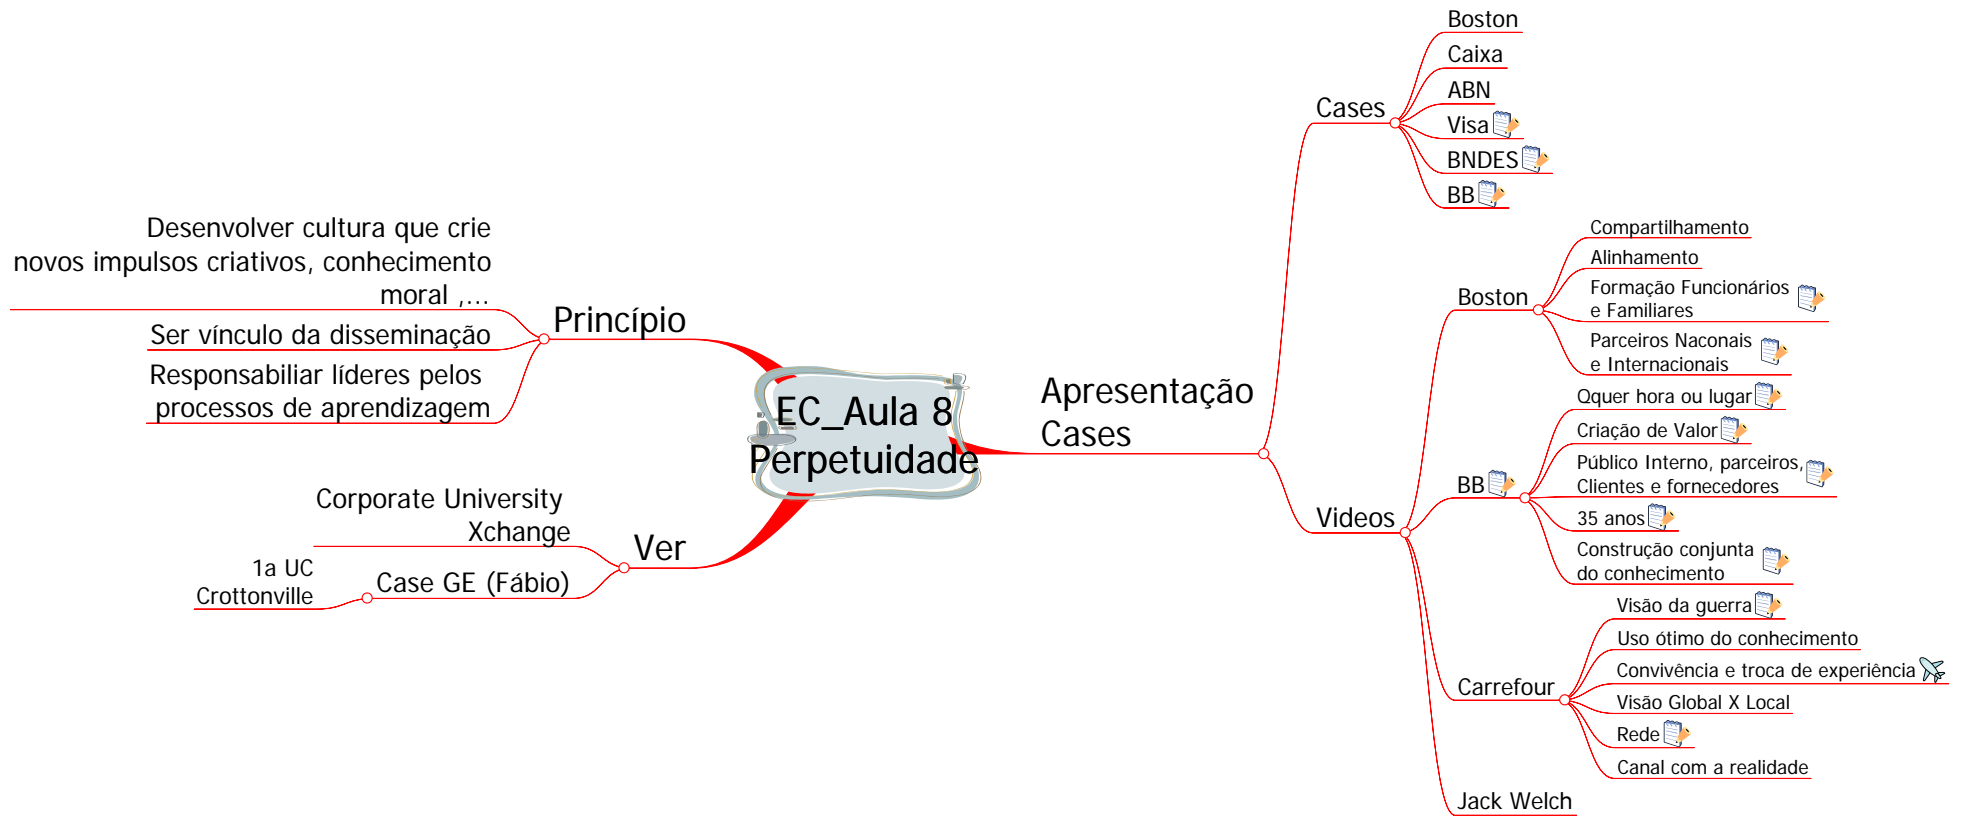 EC_Aula 8
Perpetuidade
Princípio
Desenvolver cultura que crie
novos impulsos criativos, conhecimento
moral ,...
Ser vínculo da disseminação
Responsabiliar líderes pelos
processos de aprendizagem
Ver
Corporate University
Xchange
Case GE (Fábio)
1a UC
Crottonville
Apresentação
Cases
Cases
Boston
Caixa
ABN
Visa
BNDES
BB
Videos
Boston
Compartilhamento
Alinhamento
Formação Funcionários
e Familiares
Parceiros Naconais
e Internacionais
BB
Qquer hora ou lugar
Criação de Valor
Público Interno, parceiros,
Clientes e fornecedores
35 anos
Construção conjunta
do conhecimento
Carrefour
Visão da guerra
Uso ótimo do conhecimento
Convivência e troca de experiência
Visão Global X Local
Rede
Canal com a realidade
Jack Welch